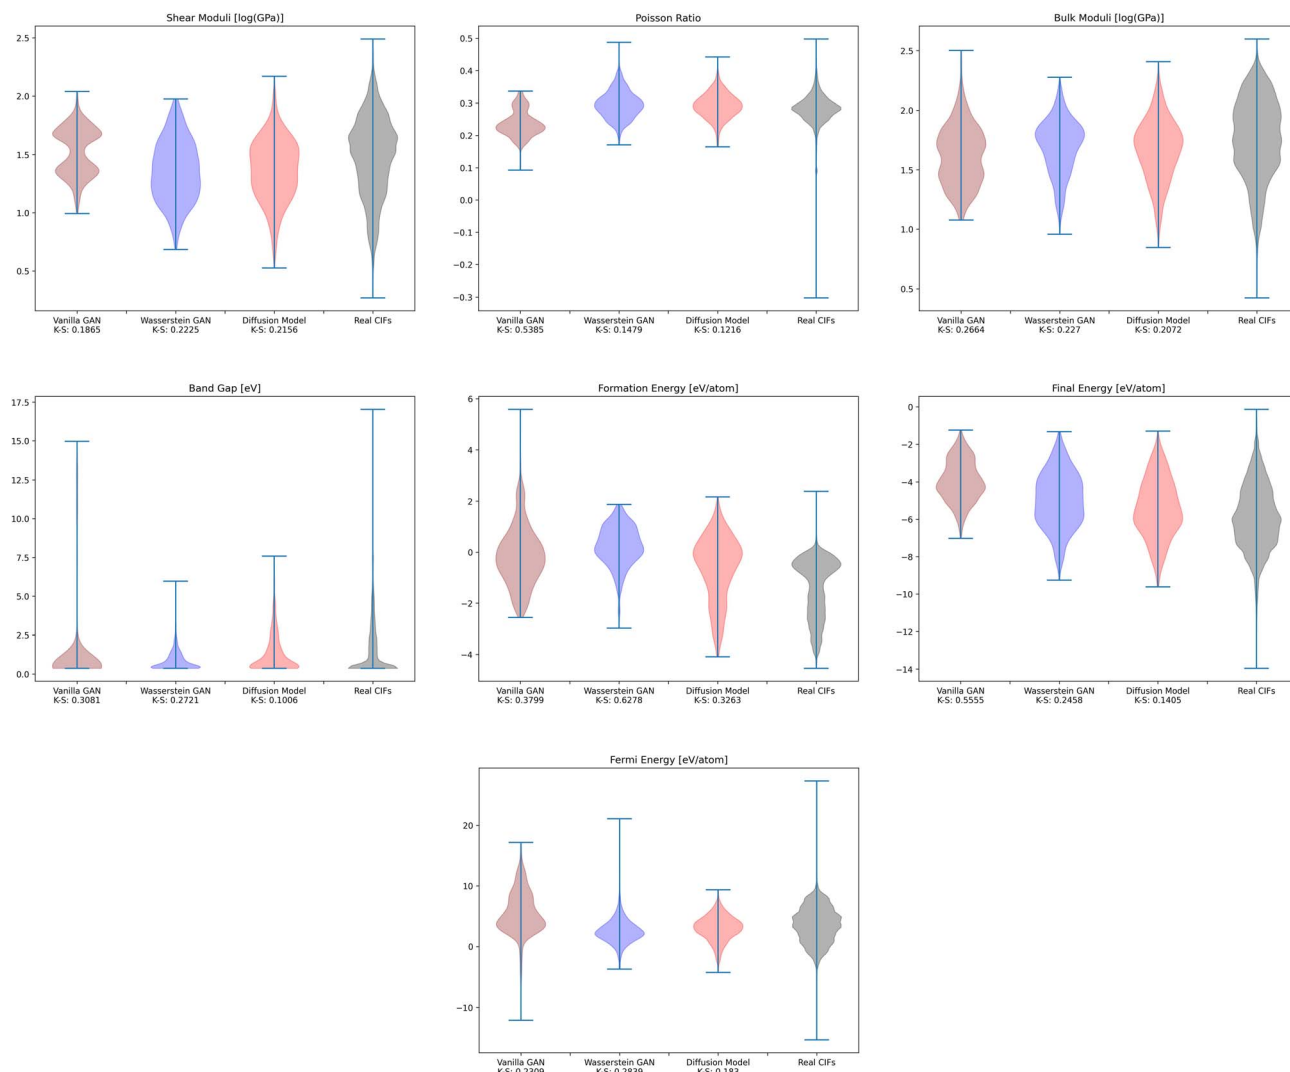 Shear Moduli [log(GPa)]
2.5
2.0
1.5
1.0
0.5
Vanilla GAN Wasserstein GAN Diffusion Model Real CIFs
K-S: 0.1865 K-S: 0.2225 K-S: 0.2156
Poisson Ratio
0.5
0.4
0.3
0.2
0.1
0.0
−0.1
−0.2
−0.3
Vanilla GAN Wasserstein GAN Diffusion Model Real CIFs
K-S: 0.5385 K-S: 0.1479 K-S: 0.1216
Bulk Moduli [log(GPa)]
2.5
2.0
1.5
1.0
0.5
Vanilla GAN Wasserstein GAN Diffusion Model Real CIFs
K-S: 0.2664 K-S: 0.227 K-S: 0.2072
Band Gap [eV]
17.5
15.0
12.5
10.0
7.5
5.0
2.5
0.0
Vanilla GAN Wasserstein GAN Diffusion Model Real CIFs
K-S: 0.3081 K-S: 0.2721 K-S: 0.1006
Formation Energy [eV/atom]
6
4
2
0
−2
−4
Vanilla GAN Wasserstein GAN Diffusion Model Real CIFs
K-S: 0.3799 K-S: 0.6278 K-S: 0.3263
Final Energy [eV/atom]
0
−2
−4
−6
−8
−10
−12
−14
Vanilla GAN Wasserstein GAN Diffusion Model Real CIFs
K-S: 0.5555 K-S: 0.2458 K-S: 0.1405
Fermi Energy [eV/atom]
20
10
0
−10
Vanilla GAN Wasserstein GAN Diffusion Model Real CIFs
K-S: 0.2309 K-S: 0.2839 K-S: 0.183